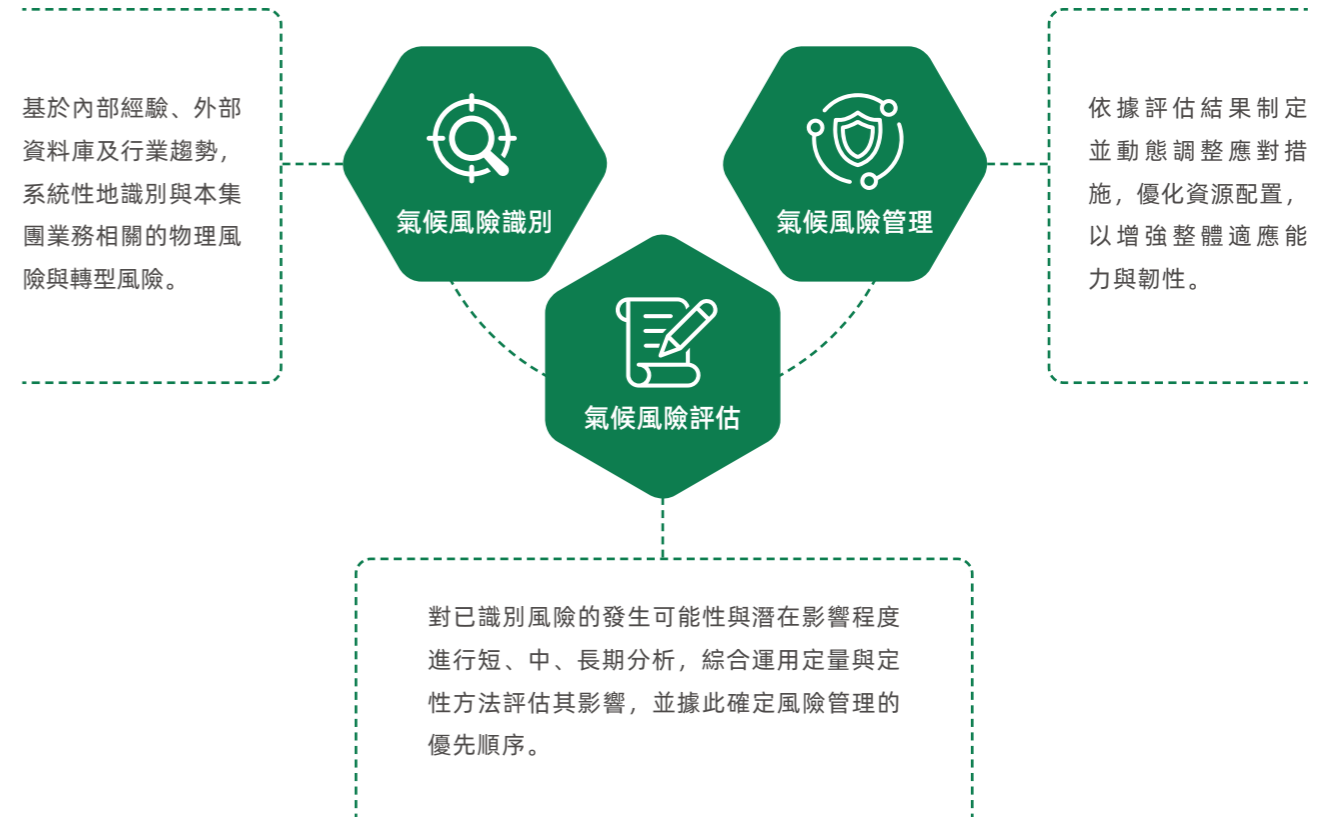 基於內部經驗、外部
資料庫及行業趨勢，
系統性地識別與本集
團業務相關的物理風
險與轉型風險。
氣候風險識別
氣候風險管理
依據評估結果制定
並動態調整應對措
施，優化資源配置，
以增強整體適應能
力與韌性。
氣候風險評估
對已識別風險的發生可能性與潛在影響程度
進行短、中、長期分析，綜合運用定量與定
性方法評估其影響，並據此確定風險管理的
優先順序。